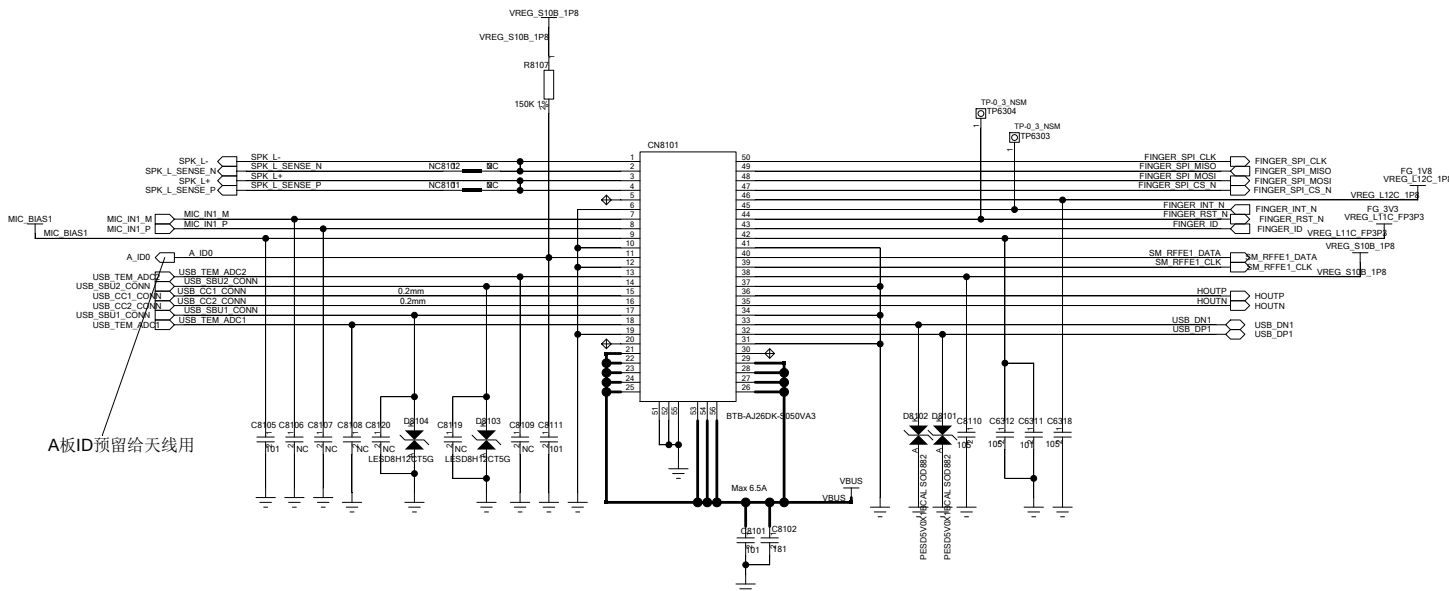 VREG_S10B_1P8
VREG_S10B_1P8
R8107
150K 1%
TP-0_3_NSM
TP6304
TP-0_3_NSM
TP6303
CN8101
SPK_L- SPK_L- 1 50 FINGER_SPI_CLK FINGER_SPI_CLK
SPK_L_SENSE_N SPK_L_SENSE_N NC8102 NC 2 49 FINGER_SPI_MISO FINGER_SPI_MISO
SPK_L+ SPK_L+ 3 48 FINGER_SPI_MOSI FINGER_SPI_MOSI
SPK_L_SENSE_P SPK_L_SENSE_P NC8101 NC 4 47 FINGER_SPI_CS_N FINGER_SPI_CS_N
FG_1V8
VREG_L12C_1P8
5 46 VREG_L12C_1P8
6 45 FINGER_INT_N FINGER_INT_N
MIC_IN1_M MIC_IN1_M 7 44 FINGER_RST_N FINGER_RST_N
MIC_IN1_P MIC_IN1_P 8 43 FINGER_ID FINGER_ID
FG_3V3
VREG_L11C_FP3P3
MIC_BIAS1
MIC_BIAS1 9 42 VREG_L11C_FP3P3
10 41
VREG_S10B_1P8
A_ID0 A_ID0 11 40 SM_RFFE1_DATA SM_RFFE1_DATA
12 39 SM_RFFE1_CLK SM_RFFE1_CLK
USB_TEM_ADC2 USB_TEM_ADC2 13 38 VREG_S10B_1P8
USB_SBU2_CONN USB_SBU2_CONN 14 37
USB_CC1_CONN USB_CC1_CONN 0.2mm 15 36 HOUTP HOUTP
USB_CC2_CONN USB_CC2_CONN 0.2mm 16 35 HOUTN HOUTN
USB_SBU1_CONN USB_SBU1_CONN 17 34
USB_TEM_ADC1 USB_TEM_ADC1 18 33 USB_DN1 USB_DN1
19 32 USB_DP1 USB_DP1
20 31
21 30
22 29
23 28
24 27
25 26
51 52 55 53 54 56
BTB-AJ26DK-S050VA3
A板ID预留给天线用
C8105 101
C8106 NC
C8107 101
C8108 NC
C8120 NC
D8104 LESD8H12CT5G
C8119 NC
D8103 LESD8H12CT5G
C8109 NC
C8111 101
Max 6.5A
VBUS
VBUS
C8101 101
C8102 181
D8102
D8101
C8110 105
C6312 105
C6311 101
C6318 105